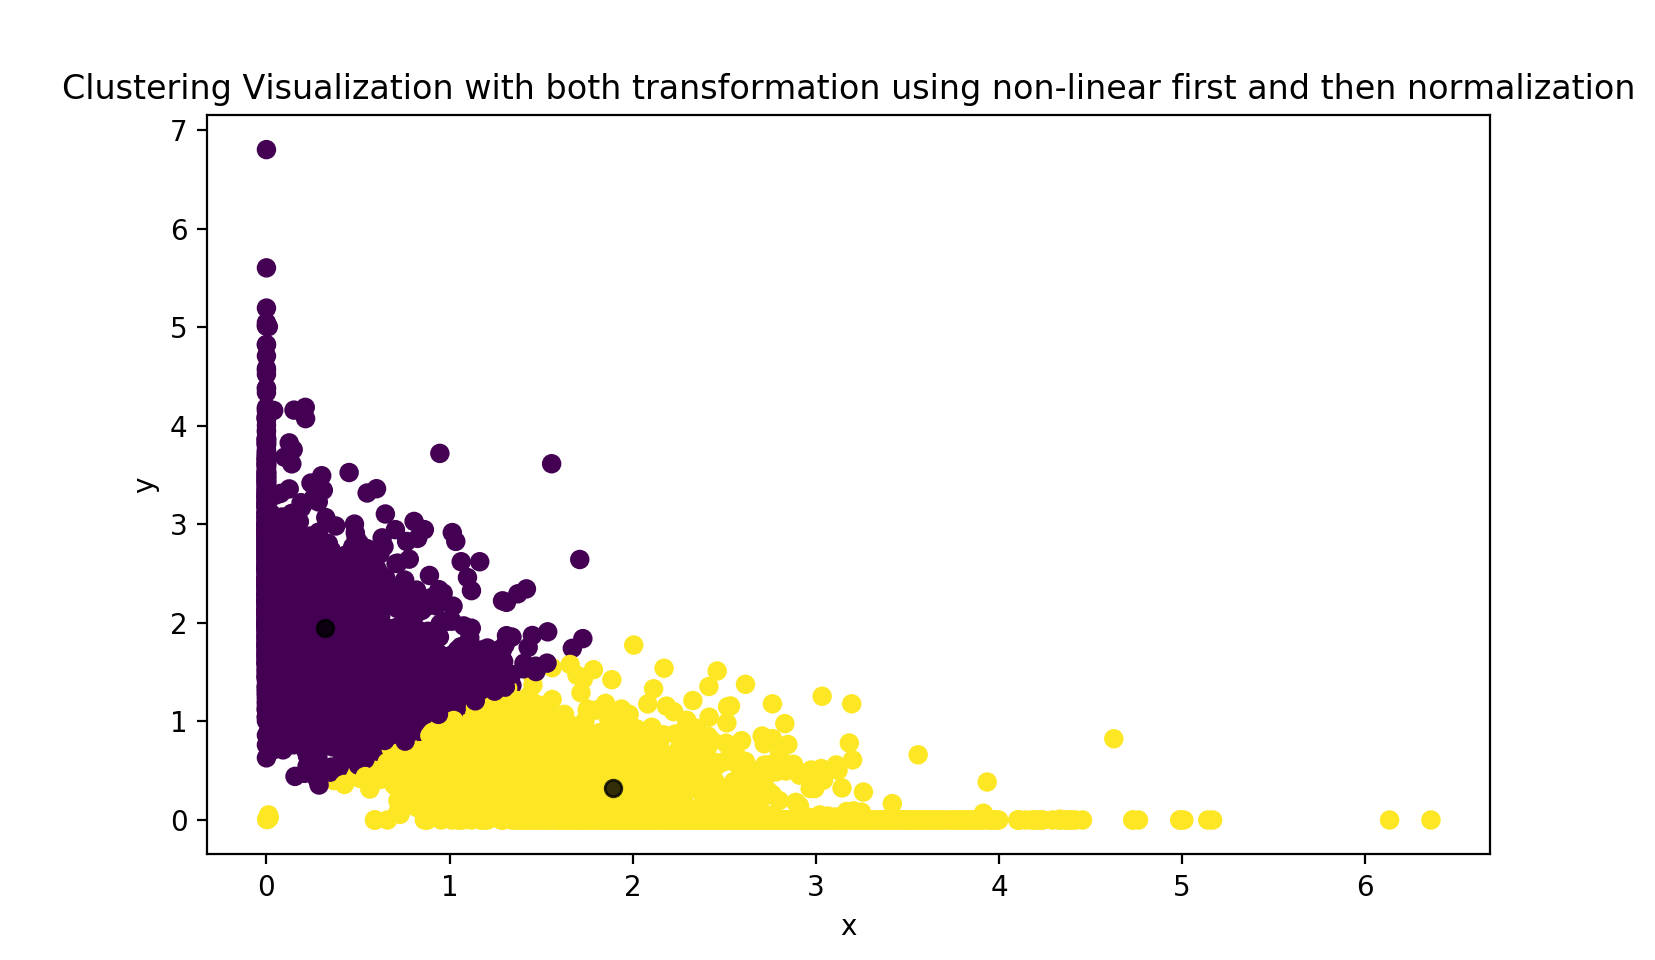 Clustering Visualization with both transformation using non-linear first and then normalization
7
6
5
4
3
2
1
0
y
0 1 2 3 4 5 6
x